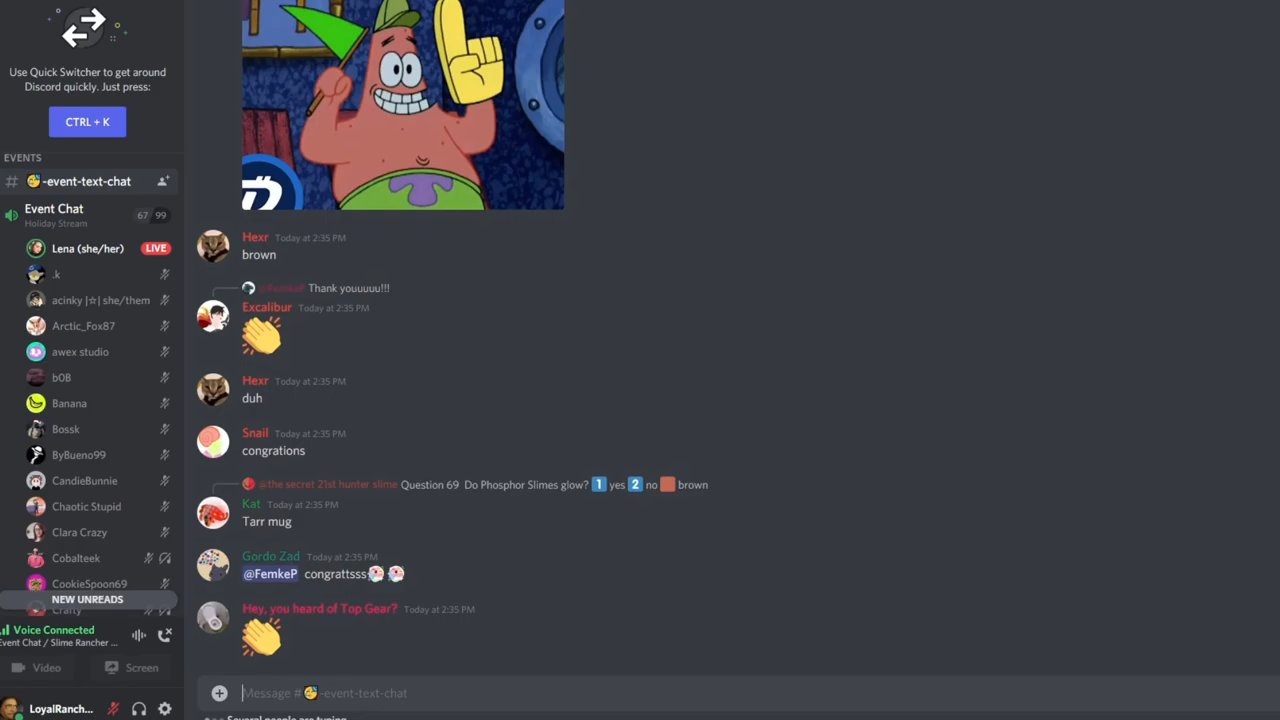 Use Quick Switcher to get around
Discord quickly. Just press:
CTRL + K
EVENTS
-event-text-chat
Event Chat
67 99
Holiday Stream
Lena (she/her) LIVE
.k
acinky |☆| she/them
Arctic_Fox87
awex studio
b0B
Banana
Bossk
ByBueno99
CandieBunnie
Chaotic Stupid
Clara Crazy
Cobalteek
CookieSpoon69
NEW UNREADS
Crafty
Voice Connected
Event Chat / Slime Rancher ...
Video
Screen
LoyalRanch...
Hexr Today at 2:35 PM
brown
@FemkeP Thank youuuuu!!!
Excalibur Today at 2:35 PM
Hexr Today at 2:35 PM
duh
Snail Today at 2:35 PM
congrations
@the secret 21st hunter slime Question 69 Do Phosphor Slimes glow? 1 yes 2 no brown
Kat Today at 2:35 PM
Tarr mug
Gordo Zad Today at 2:35 PM
@FemkeP congrattsss
Hey, you heard of Top Gear? Today at 2:35 PM
Message # -event-text-chat
Several people are typing